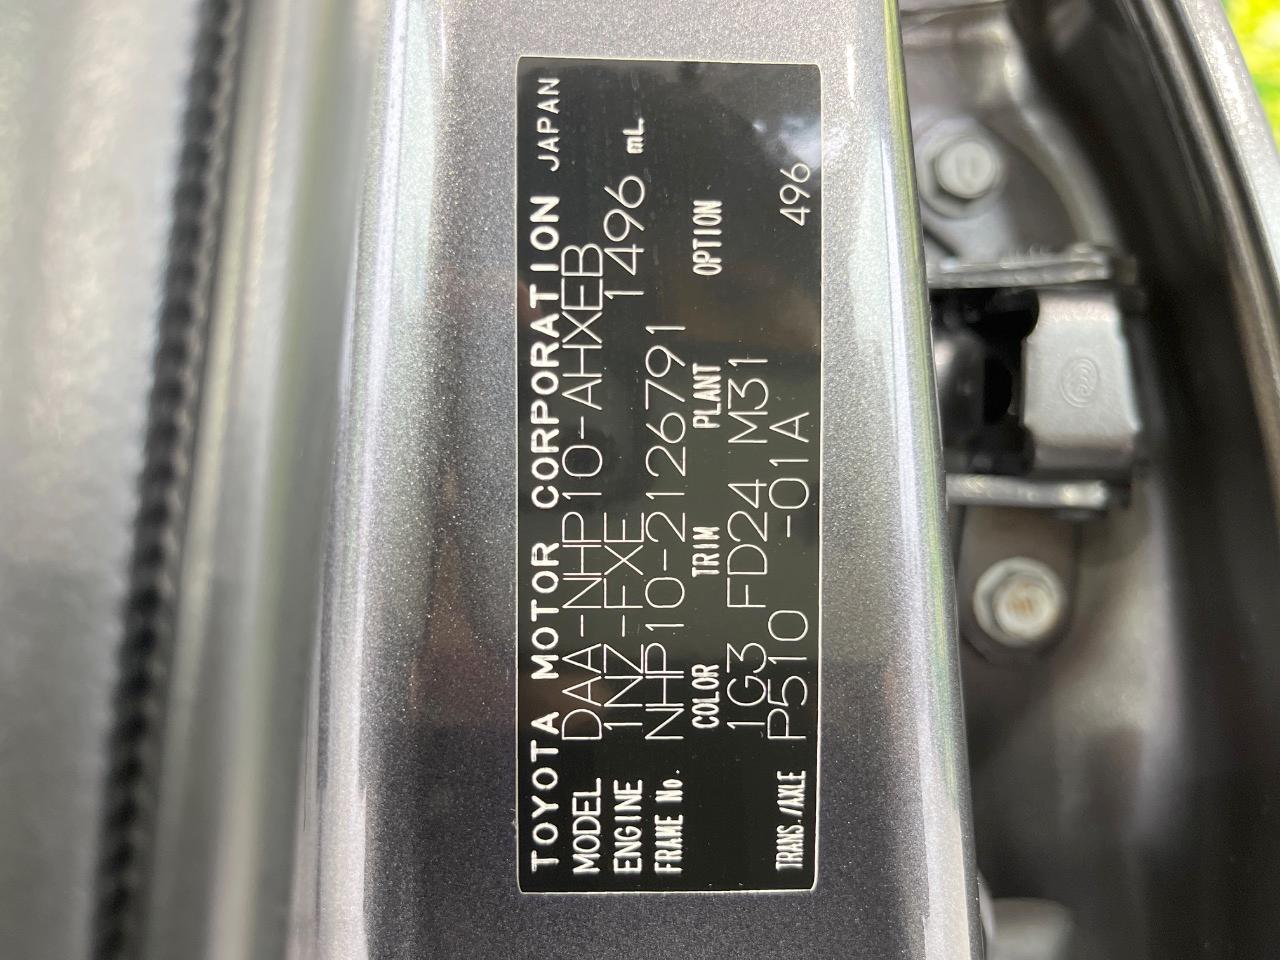 TOYOTA MOTOR CORPORATION JAPAN
MODEL DAA-NHP10-AHXEB
ENGINE 1NZ-FXE 1496 mL
FRAME No. NHP10-2126791
COLOR TRIM PLANT OPTION
1G3 FD24 M31
TRANS./AXLE P510 -01A 496